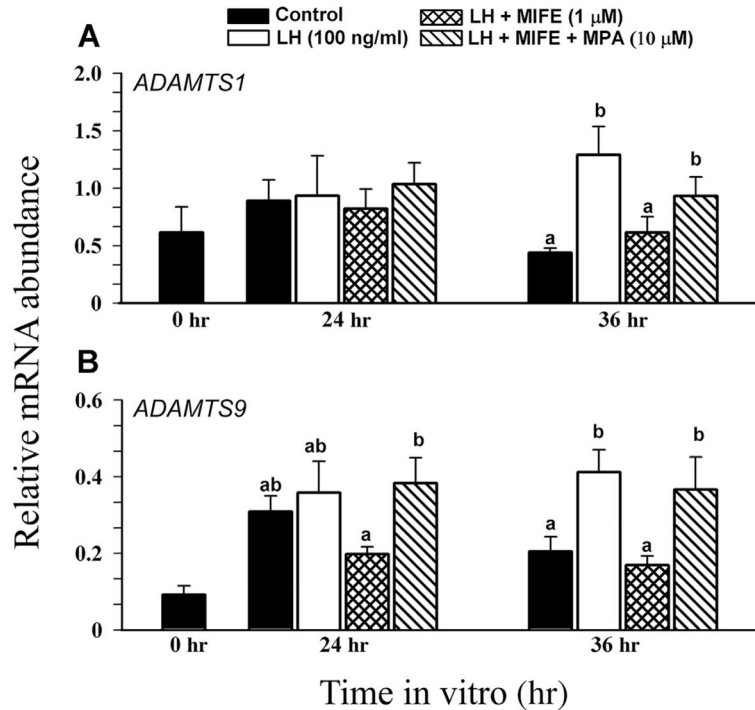 Control
LH + MIFE (1 μM)
LH (100 ng/ml)
LH + MIFE + MPA (10 μM)
A
ADAMTS1
2.0
1.5
1.0
0.5
0
a
b
a
b
0 hr
24 hr
36 hr
B
ADAMTS9
0.6
0.4
0.2
0
ab
ab
a
b
a
b
a
b
0 hr
24 hr
36 hr
Relative mRNA abundance
Time in vitro (hr)